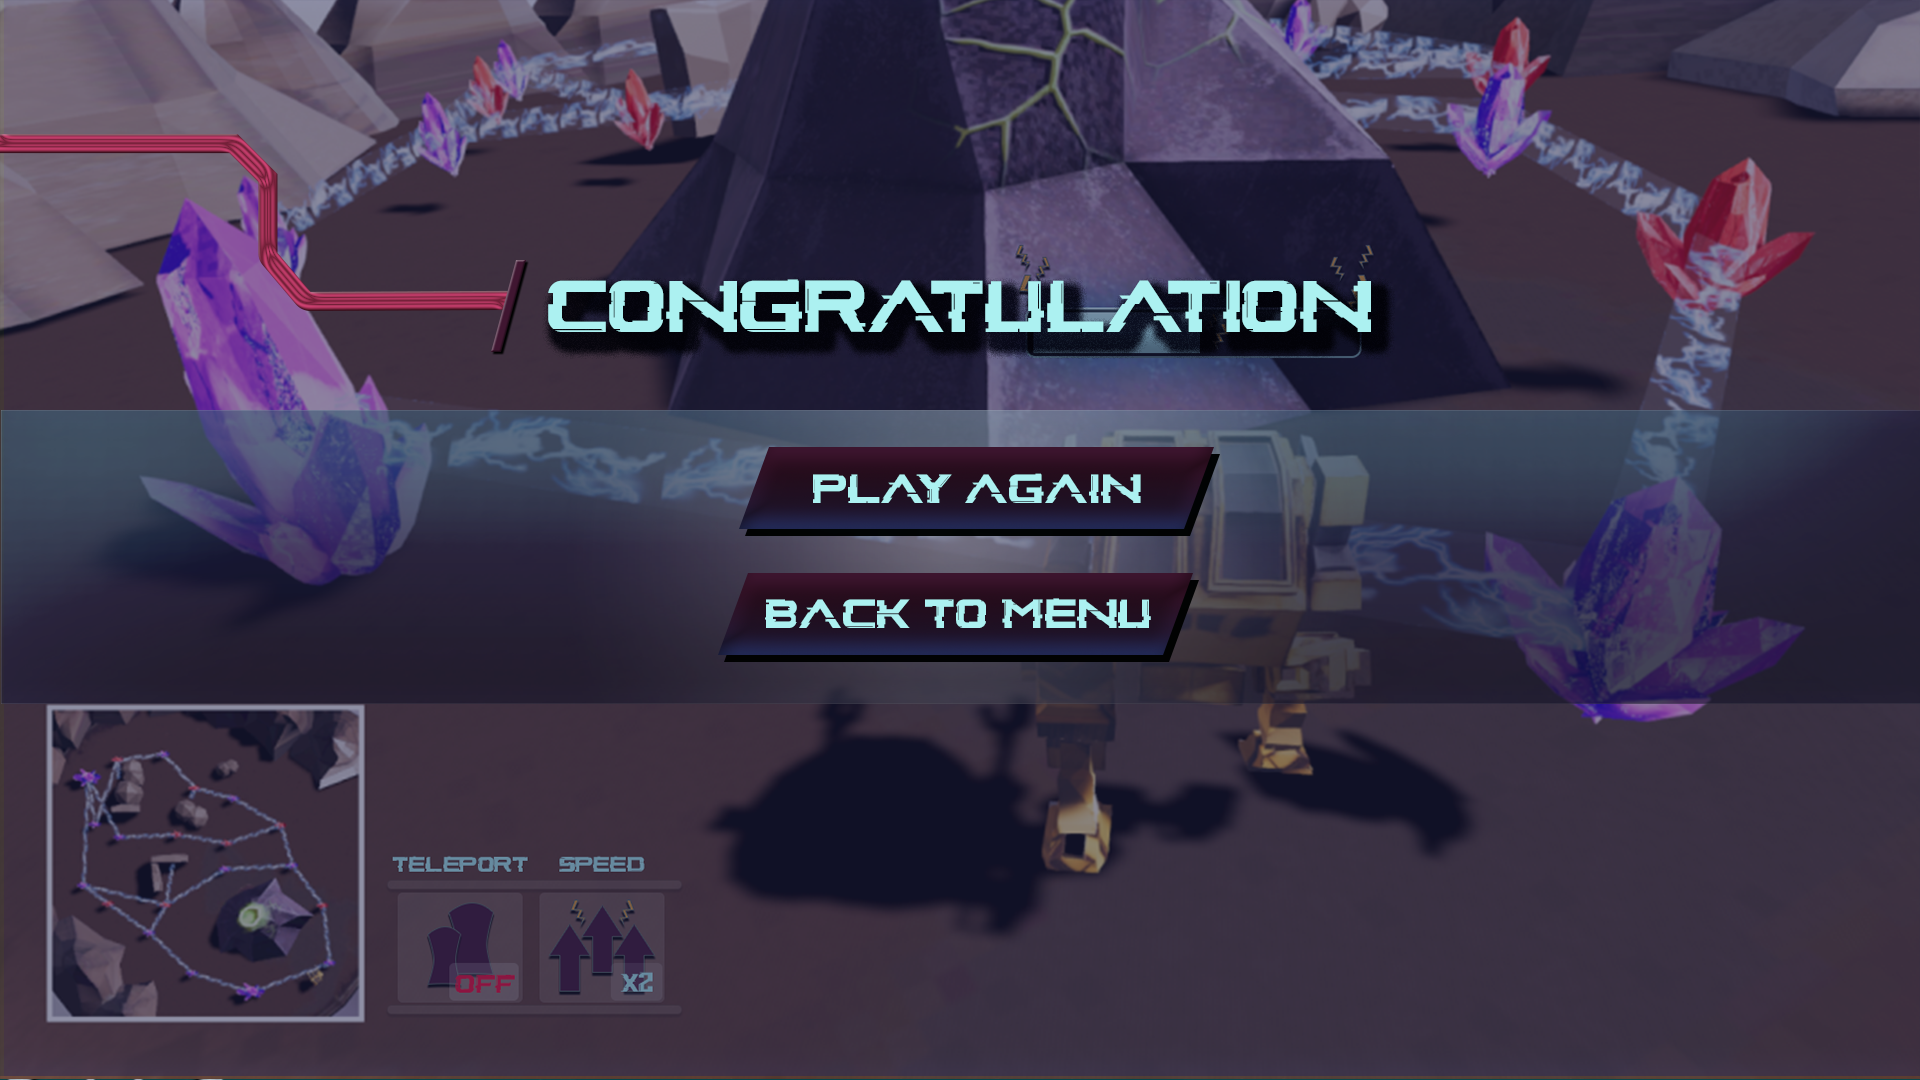 CONGRATULATION
PLAY AGAIN
BACK TO MENU
TELEPORT SPEED
OFF X2